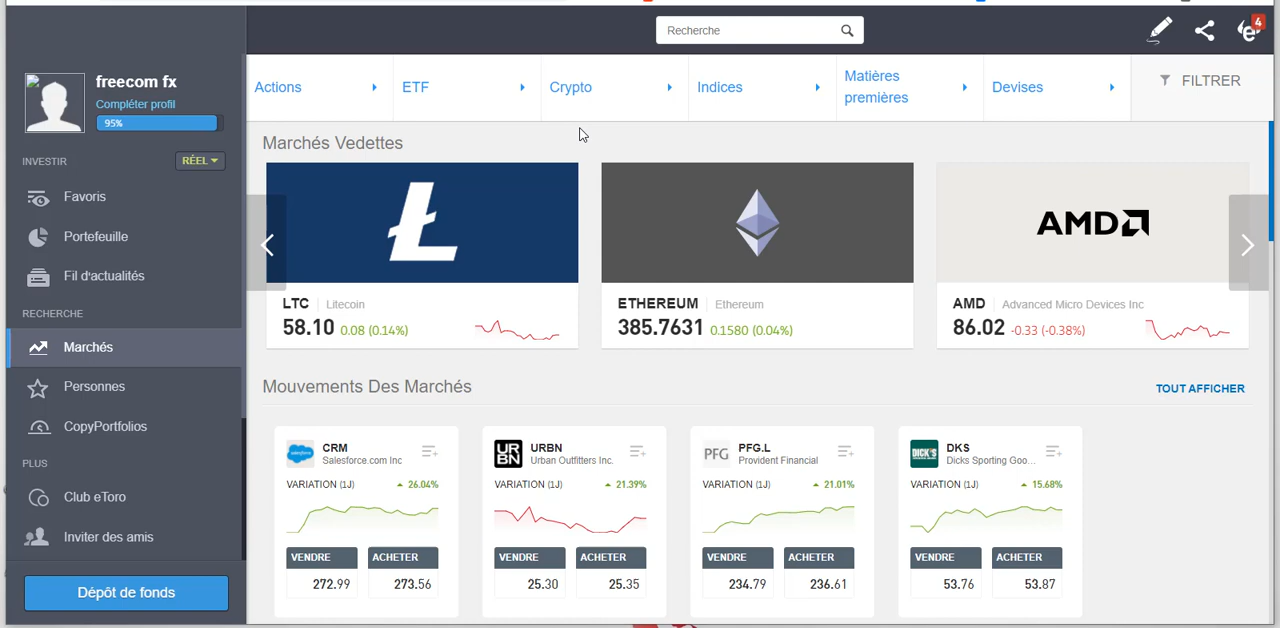 Recherche
4
freecom fx
Compléter profil
95%
INVESTIR
RÉEL
Favoris
Portefeuille
Fil d'actualités
RECHERCHE
Marchés
Personnes
CopyPortfolios
PLUS
Club eToro
Inviter des amis
Dépôt de fonds
Actions
ETF
Crypto
Indices
Matières
premières
Devises
FILTRER
Marchés Vedettes
AMD
LTC Litecoin
58.10 0.08 (0.14%)
ETHEREUM Ethereum
385.7631 0.1580 (0.04%)
AMD Advanced Micro Devices Inc
86.02 -0.33 (-0.38%)
Mouvements Des Marchés
TOUT AFFICHER
salesforce
CRM
Salesforce.com Inc
VARIATION (1J) 26.04%
VENDRE ACHETER
272.99 273.56
UR
BN
URBN
Urban Outfitters Inc.
VARIATION (1J) 21.39%
VENDRE ACHETER
25.30 25.35
PFG
PFG.L
Provident Financial
VARIATION (1J) 21.01%
VENDRE ACHETER
234.79 236.61
DICK'S
DKS
Dicks Sporting Goo...
VARIATION (1J) 15.68%
VENDRE ACHETER
53.76 53.87